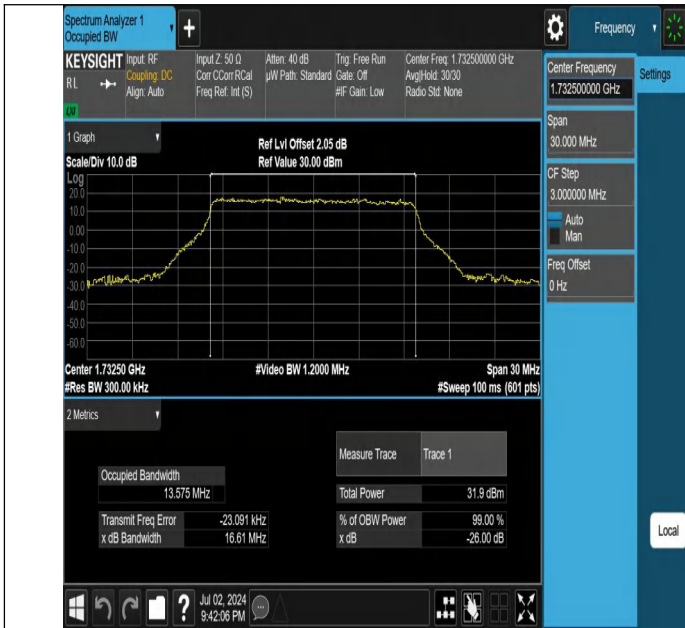 Spectrum Analyzer 1
Occupied BW
+
Frequency
KEYSIGHT
RL
Input: RF
Coupling: DC
Align: Auto
Input Z: 50 Ω
Corr CCorr RCal
Freq Ref: Int (S)
Atten: 40 dB
µW Path: Standard
Trig: Free Run
Gate: Off
#IF Gain: Low
Center Freq: 1.732500000 GHz
Avg|Hold: 30/30
Radio Std: None
Center Frequency
1.732500000 GHz
Settings
Span
30.000 MHz
CF Step
3.000000 MHz
Auto
Man
Freq Offset
0 Hz
1 Graph
Scale/Div 10.0 dB
Ref Lvl Offset 2.05 dB
Ref Value 30.00 dBm
Log
20.0
10.0
0.00
-10.0
-20.0
-30.0
-40.0
-50.0
-60.0
Center 1.73250 GHz
#Video BW 1.2000 MHz
Span 30 MHz
#Res BW 300.00 kHz
#Sweep 100 ms (601 pts)
2 Metrics
Measure Trace Trace 1
Occupied Bandwidth
13.575 MHz
Total Power 31.9 dBm
Transmit Freq Error -23.091 kHz
% of OBW Power 99.00 %
x dB Bandwidth 16.61 MHz
x dB -26.00 dB
Local
?
Jul 02, 2024
9:42:06 PM